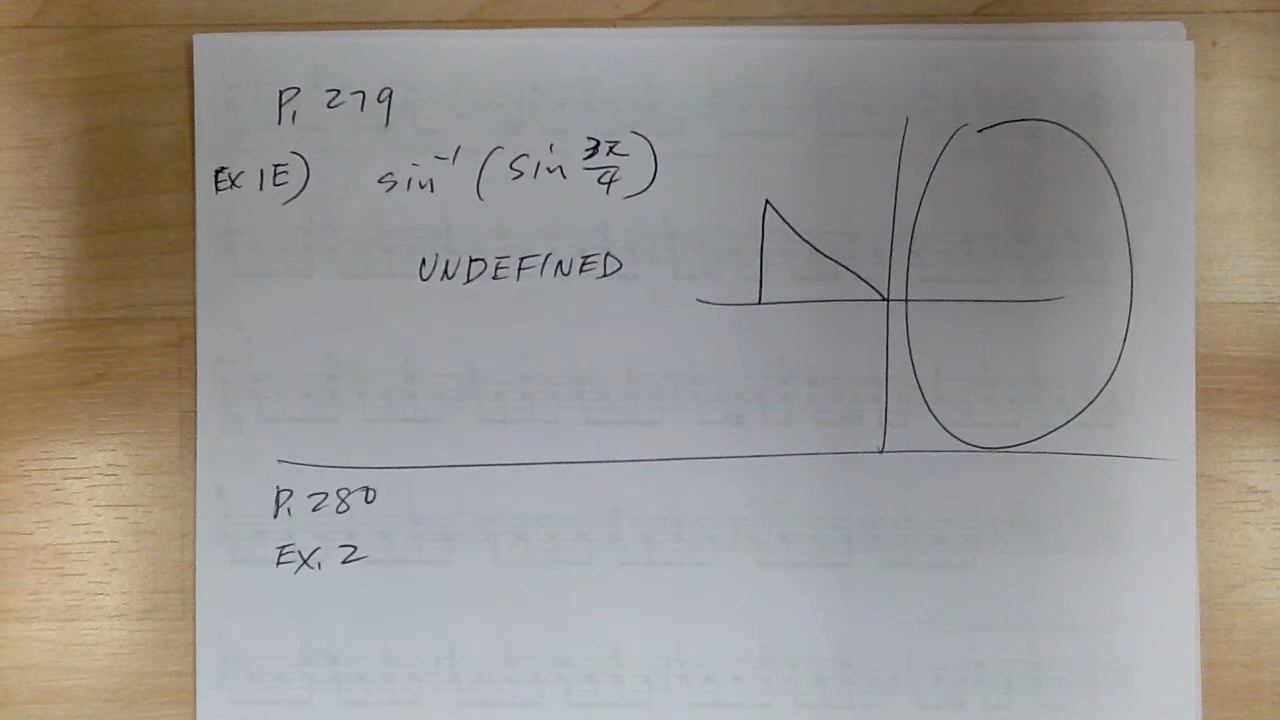 P. 279
EX 1E) sin⁻¹ (sin 3π/4)
UNDEFINED
P. 280
EX. 2